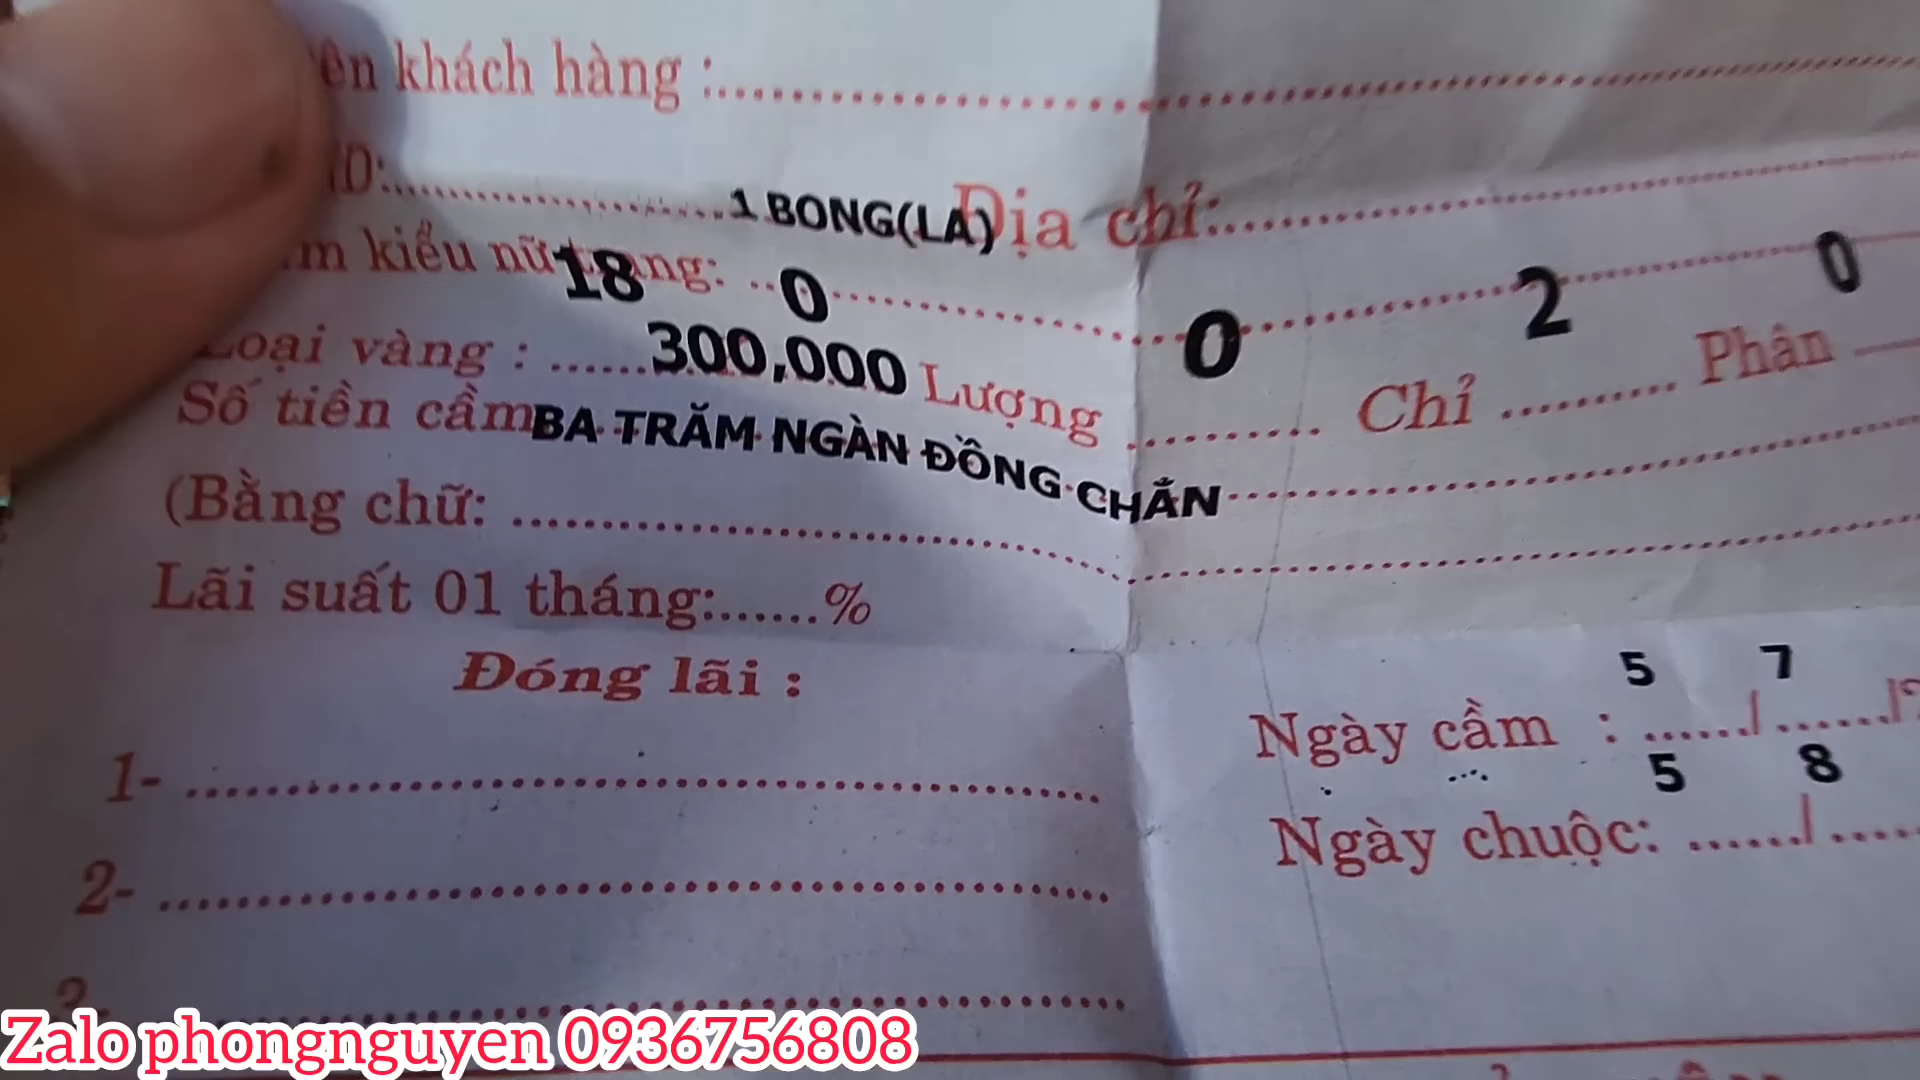 ên khách hàng :
D: Địa chỉ:
1 BONG(LA)
m kiểu nữ trang:
18 0 0 2 0
Loại vàng : Lượng Chỉ Phân
300,000
Số tiền cầm
BA TRĂM NGÀN ĐỒNG CHẴN
(Bằng chữ:
Lãi suất 01 tháng:......%
Đóng lãi :
5 7
Ngày cầm : ....../....../
1-
5 8
Ngày chuộc: ....../
2-
3-
Zalo phongnguyen 0936756808